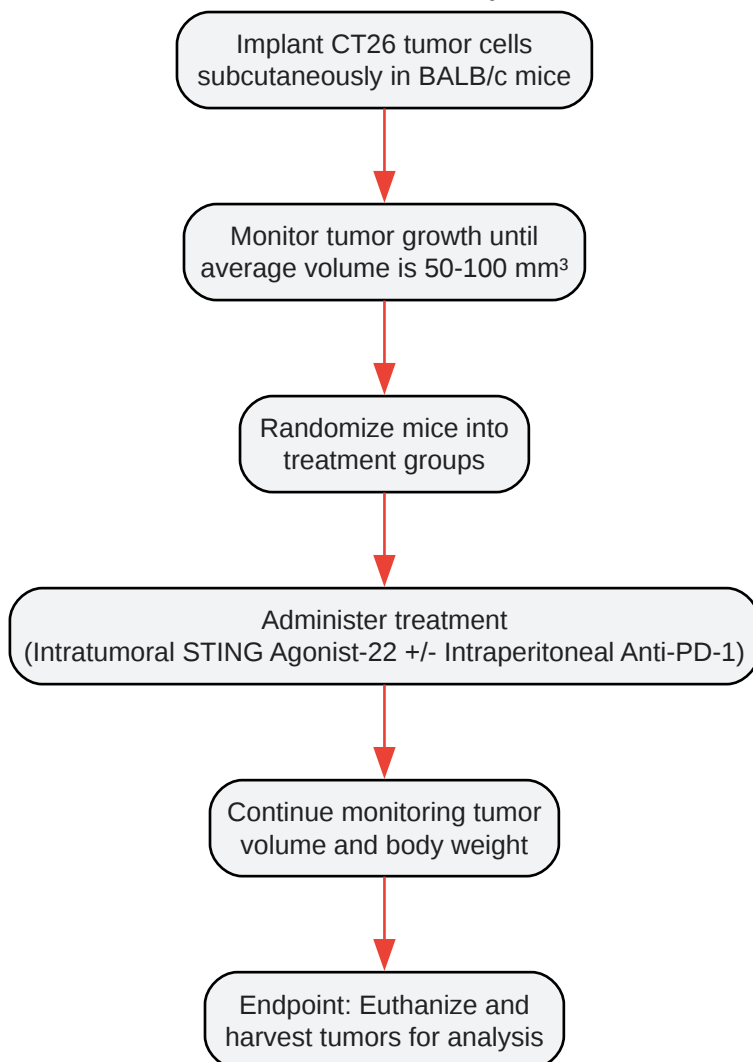 Implant CT26 tumor cells
subcutaneously in BALB/c mice
Monitor tumor growth until
average volume is 50-100 mm³
Randomize mice into
treatment groups
Administer treatment
(Intratumoral STING Agonist-22 +/- Intraperitoneal Anti-PD-1)
Continue monitoring tumor
volume and body weight
Endpoint: Euthanize and
harvest tumors for analysis